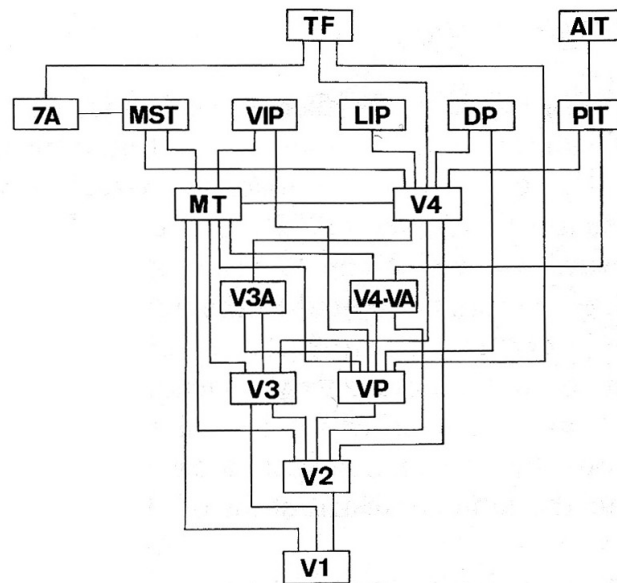 TF AIT
7A MST VIP LIP DP PIT
MT V4
V3A V4·VA
V3 VP
V2
V1